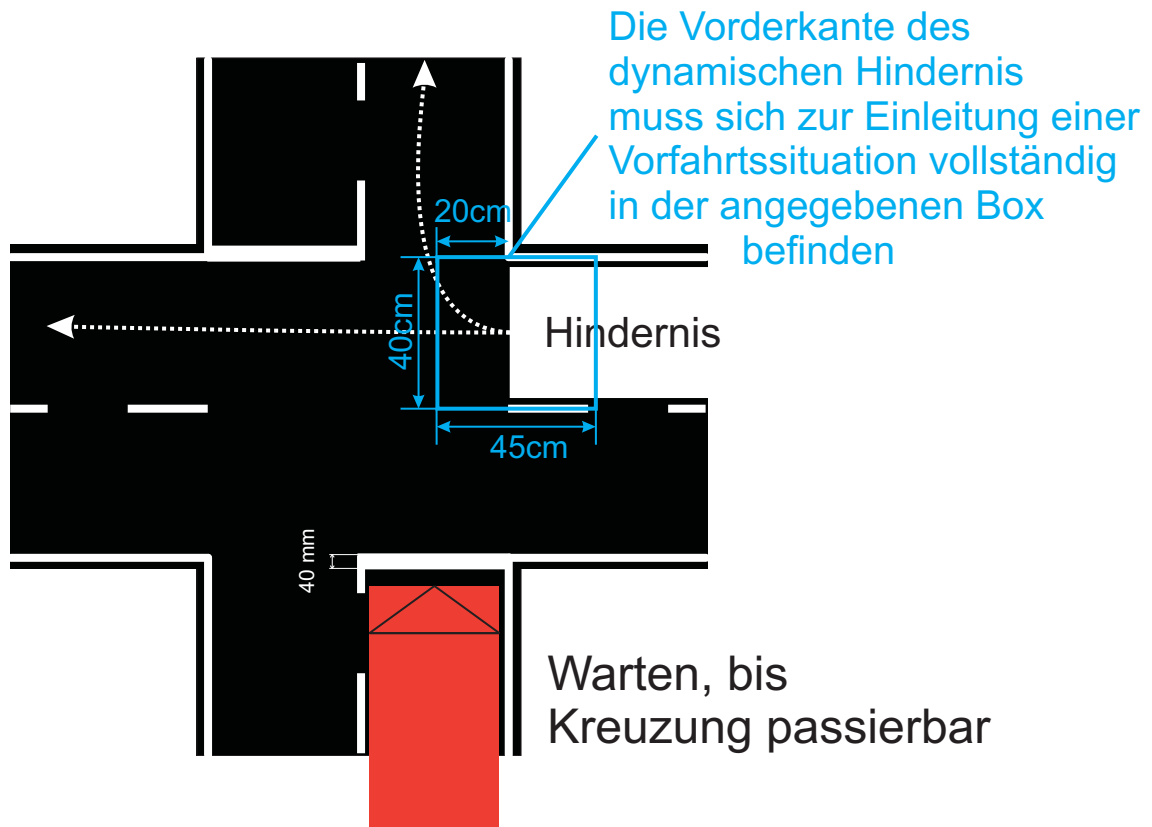 Die Vorderkante des
dynamischen Hindernis
muss sich zur Einleitung einer
Vorfahrtssituation vollständig
in der angegebenen Box
befinden
20cm
40cm
Hindernis
45cm
40 mm
Warten, bis
Kreuzung passierbar